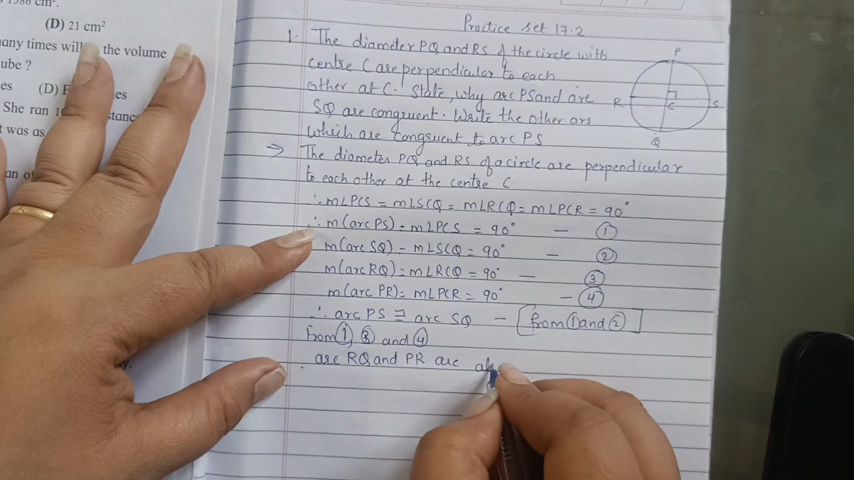 1386 cm².
(D) 21 cm²
any times will the volume
ube ?
es (D)
She ran
was as
an
Practice set 17.2
1. The diameter PQ and RS of the circle with
centre C are perpendicular to each
other at C. State, why arc PS and arc
SQ are congruent. Write the other ars
which are congruent to arc PS
⇒ The diameter PQ and RS of a circle are perpendicular
to each other at the centre C
∴ m∠PCS = m∠SCQ = m∠RCQ = m∠PCR = 90°
∴ m(arc PS) = m∠PCS = 90° — ①
m(arc SQ) = m∠SCQ = 90° — ②
m(arc RQ) = m∠RCQ = 90° — ③
m(arc PR) = m∠PCR = 90° — ④
∴ arc PS ≅ arc SQ — [from ① and ②]
from ①, ③ and ④
arc RQ and PR are
P
R
C
S
Q